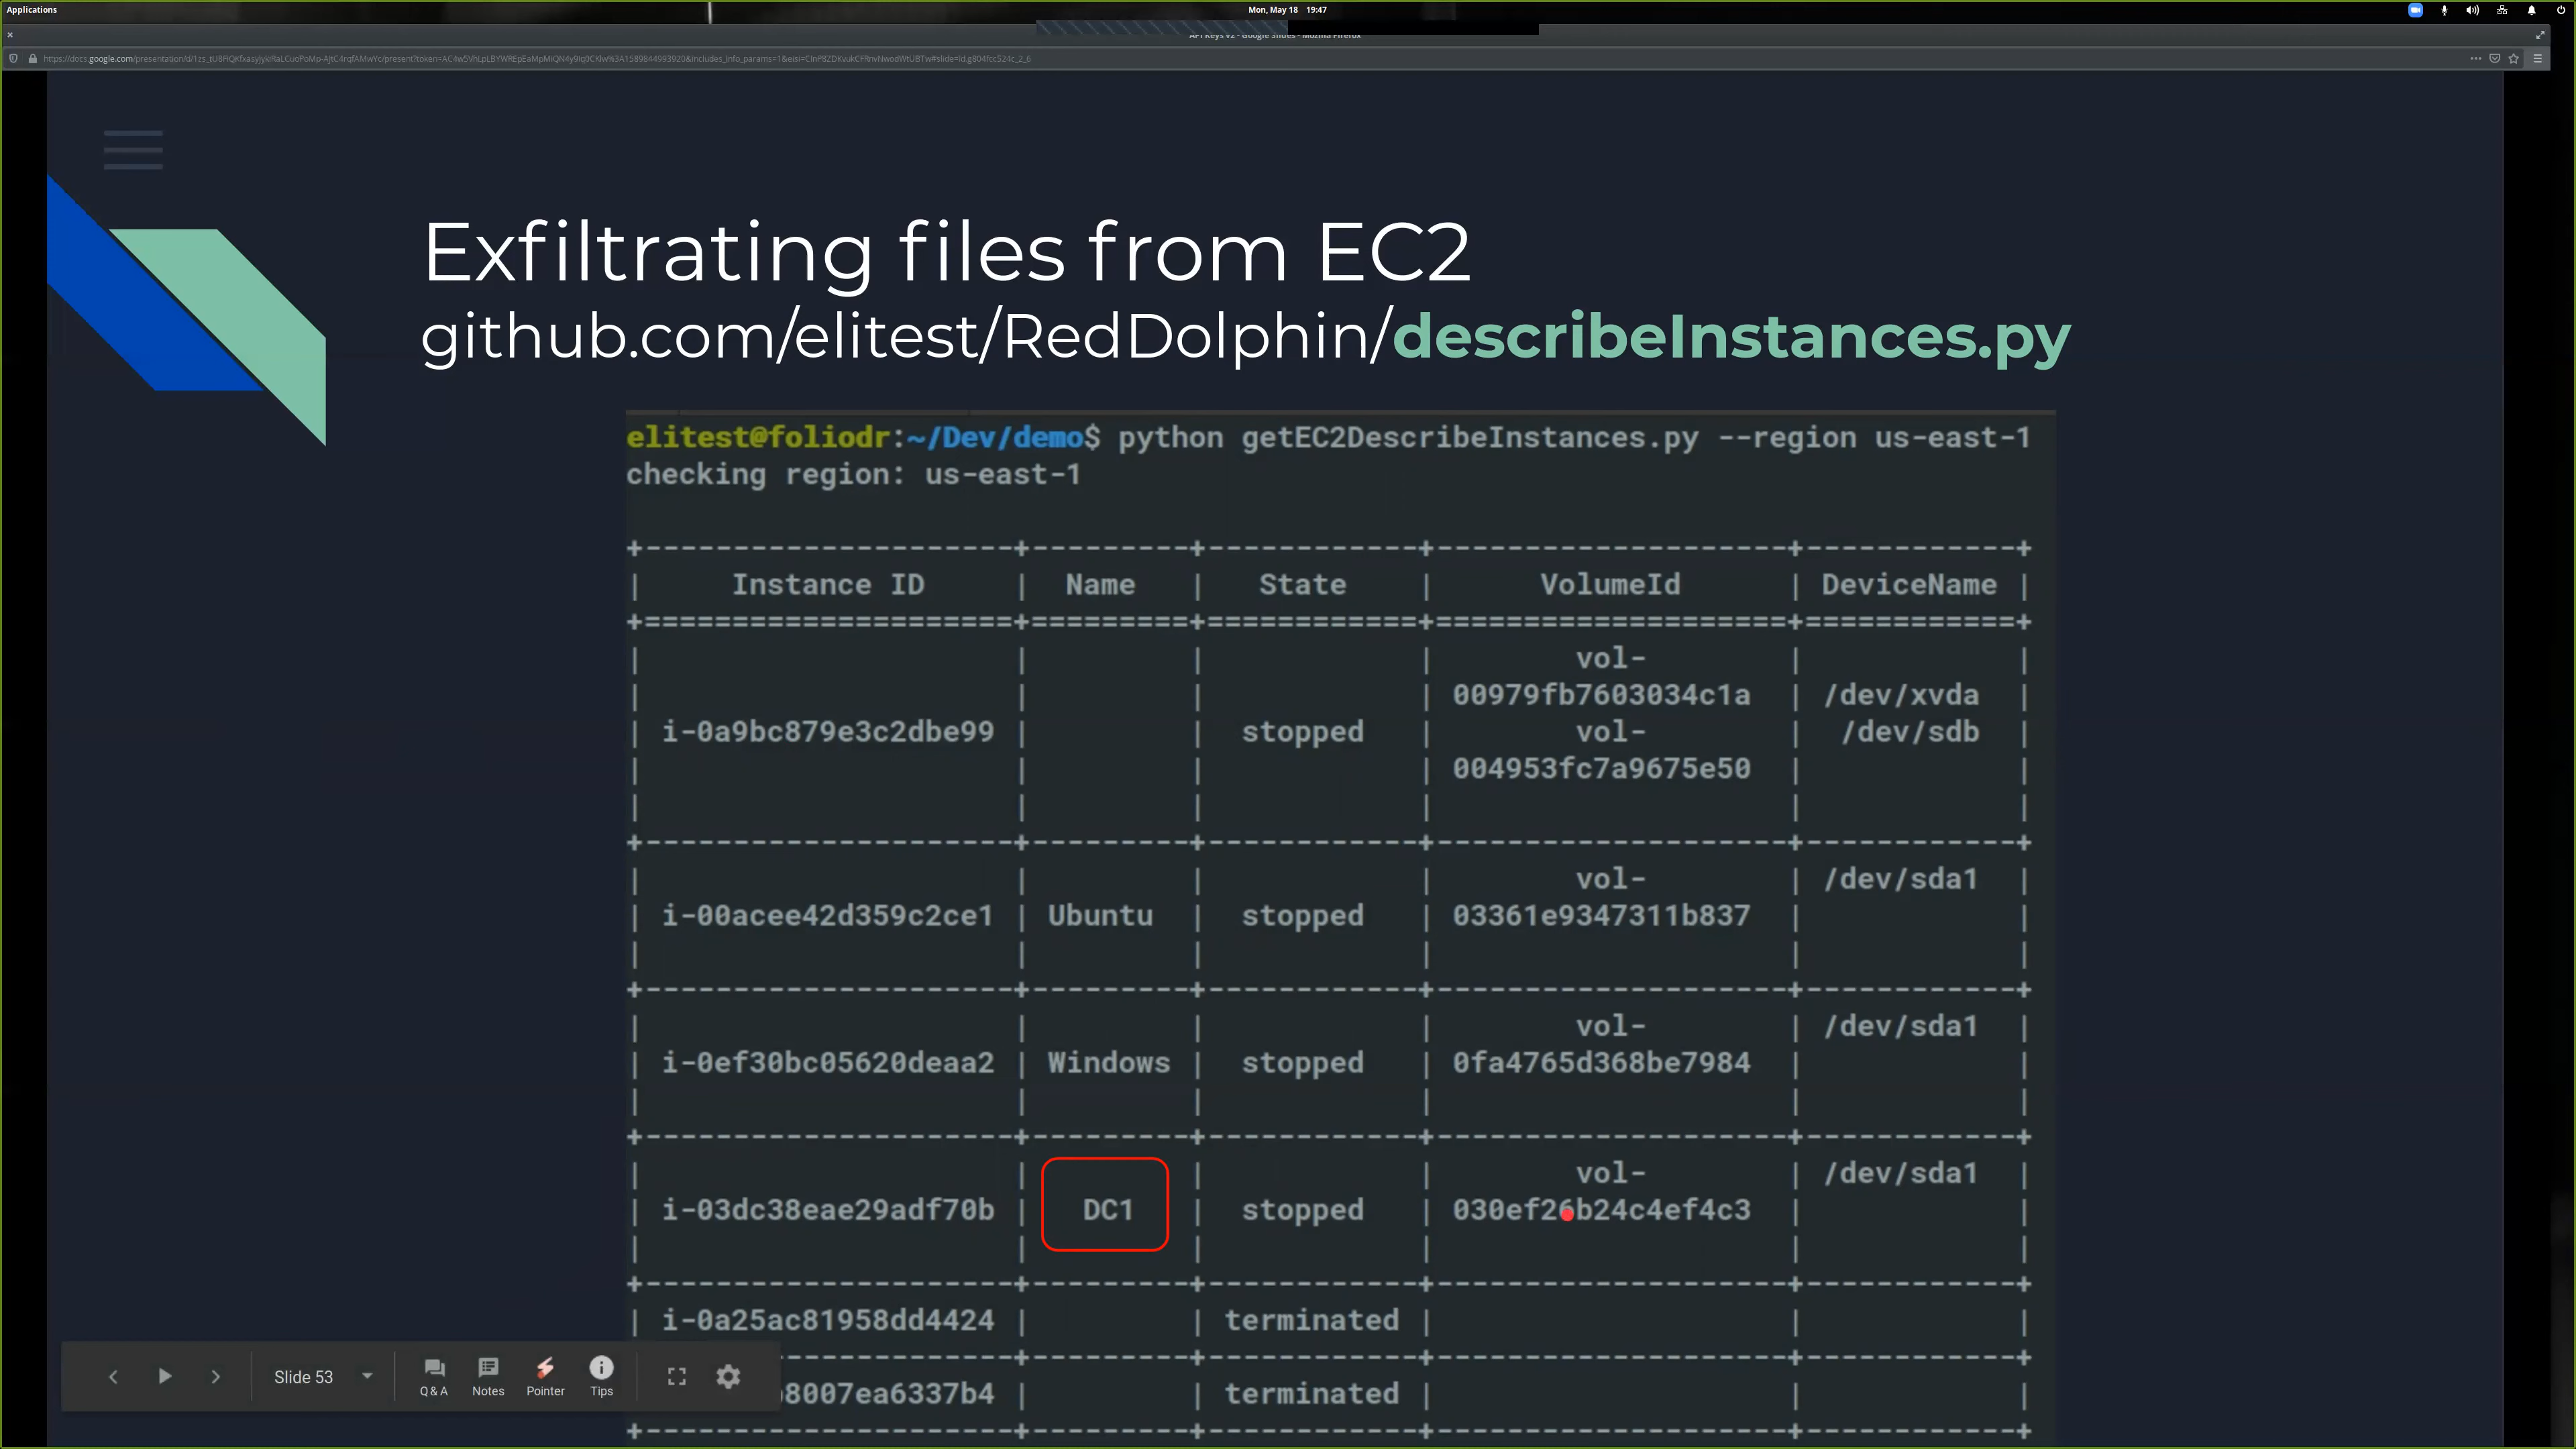 Applications
Mon, May 18 19:47
Exfiltrating files from EC2
github.com/elitest/RedDolphin/describeInstances.py
elitest@foliodr:~/Dev/demo$ python getEC2DescribeInstances.py --region us-east-1
checking region: us-east-1
+---------------------+---------+------------+--------------------+------------+
| Instance ID | Name | State | VolumeId | DeviceName |
+=====================+=========+============+====================+============+
| | | | vol- | |
| | | | 00979fb7603034c1a | /dev/xvda |
| i-0a9bc879e3c2dbe99 | | stopped | vol- | /dev/sdb |
| | | | 004953fc7a9675e50 | |
| | | | | |
+---------------------+---------+------------+--------------------+------------+
| | | | vol- | /dev/sda1 |
| i-00acee42d359c2ce1 | Ubuntu | stopped | 03361e9347311b837 | |
| | | | | |
+---------------------+---------+------------+--------------------+------------+
| | | | vol- | /dev/sda1 |
| i-0ef30bc05620deaa2 | Windows | stopped | 0fa4765d368be7984 | |
| | | | | |
+---------------------+---------+------------+--------------------+------------+
| | | | vol- | /dev/sda1 |
| i-03dc38eae29adf70b | DC1 | stopped | 030ef26b24c4ef4c3 | |
| | | | | |
+---------------------+---------+------------+--------------------+------------+
| i-0a25ac81958dd4424 | | terminated | | |
8007ea6337b4 | | terminated | | |
Slide 53
Q & A
Notes
Pointer
Tips